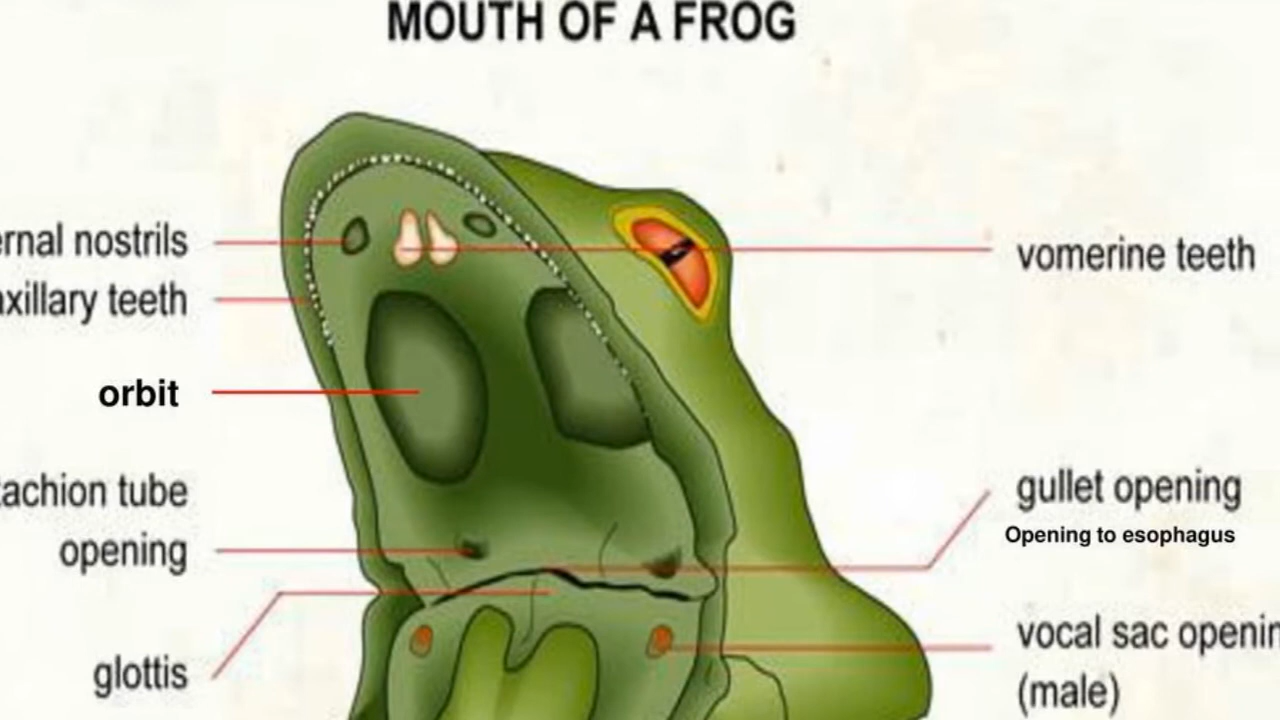 MOUTH OF A FROG
ernal nostrils
vomerine teeth
axillary teeth
orbit
tachion tube
opening
gullet opening
Opening to esophagus
glottis
vocal sac openin
(male)